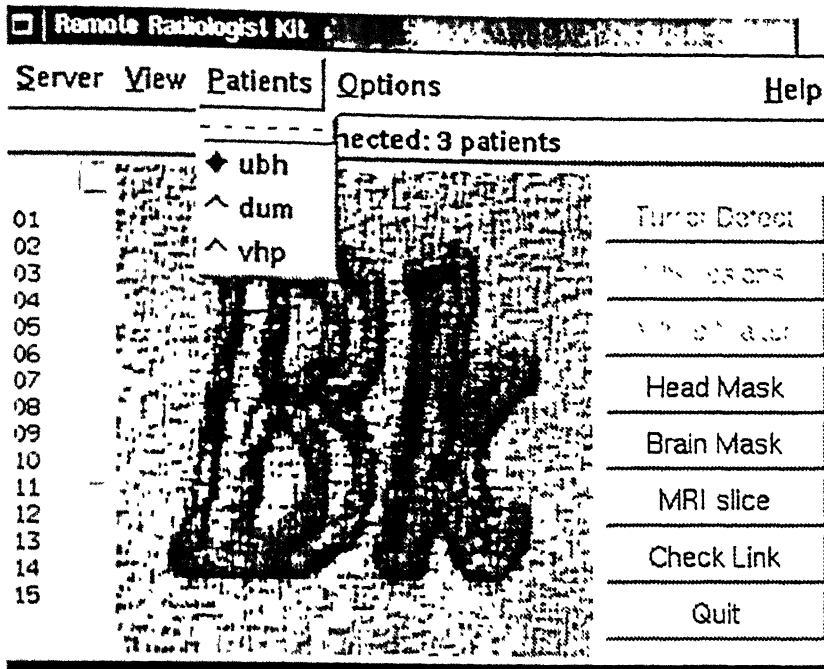 Remote Radiologist Kit
Server View Patients Options Help
nected: 3 patients
ubh
dum
vhp
01
02
03
04
05
06
07
08
09
10
11
12
13
14
15
Tumor Detect
Head Mask
Brain Mask
MRI slice
Check Link
Quit